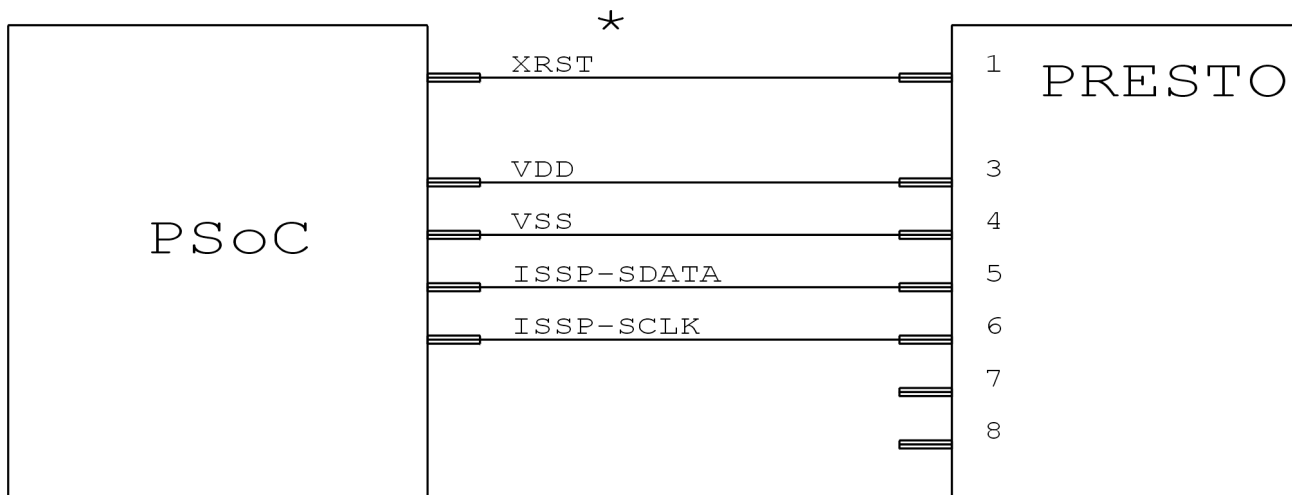 *
XRST 1 PRESTO
VDD 3
VSS 4
PSoC
ISSP-SDATA 5
ISSP-SCLK 6
7
8